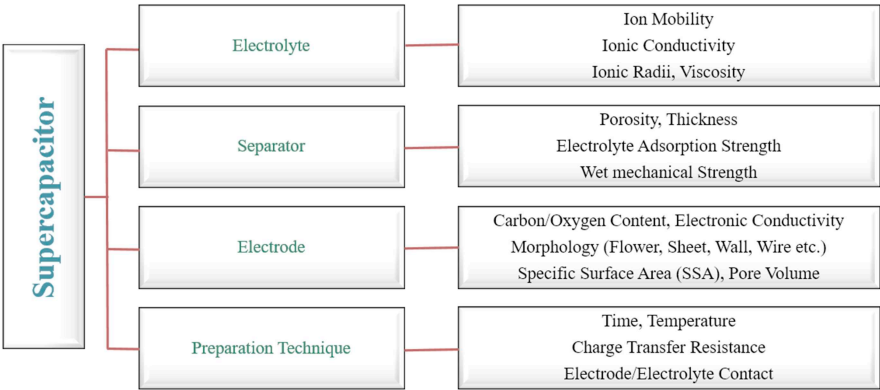 Supercapacitor
Electrolyte
Ion Mobility
Ionic Conductivity
Ionic Radii, Viscosity
Separator
Porosity, Thickness
Electrolyte Adsorption Strength
Wet mechanical Strength
Electrode
Carbon/Oxygen Content, Electronic Conductivity
Morphology (Flower, Sheet, Wall, Wire etc.)
Specific Surface Area (SSA), Pore Volume
Preparation Technique
Time, Temperature
Charge Transfer Resistance
Electrode/Electrolyte Contact